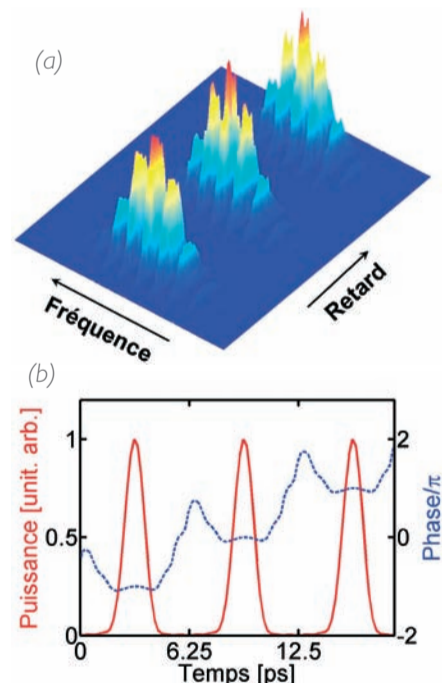 (a)
Fréquence
Retard
(b)
Puissance [unit. arb.]
1
0.5
0
2
0
-2
Phase/π
0 6.25 12.5
Temps [ps]